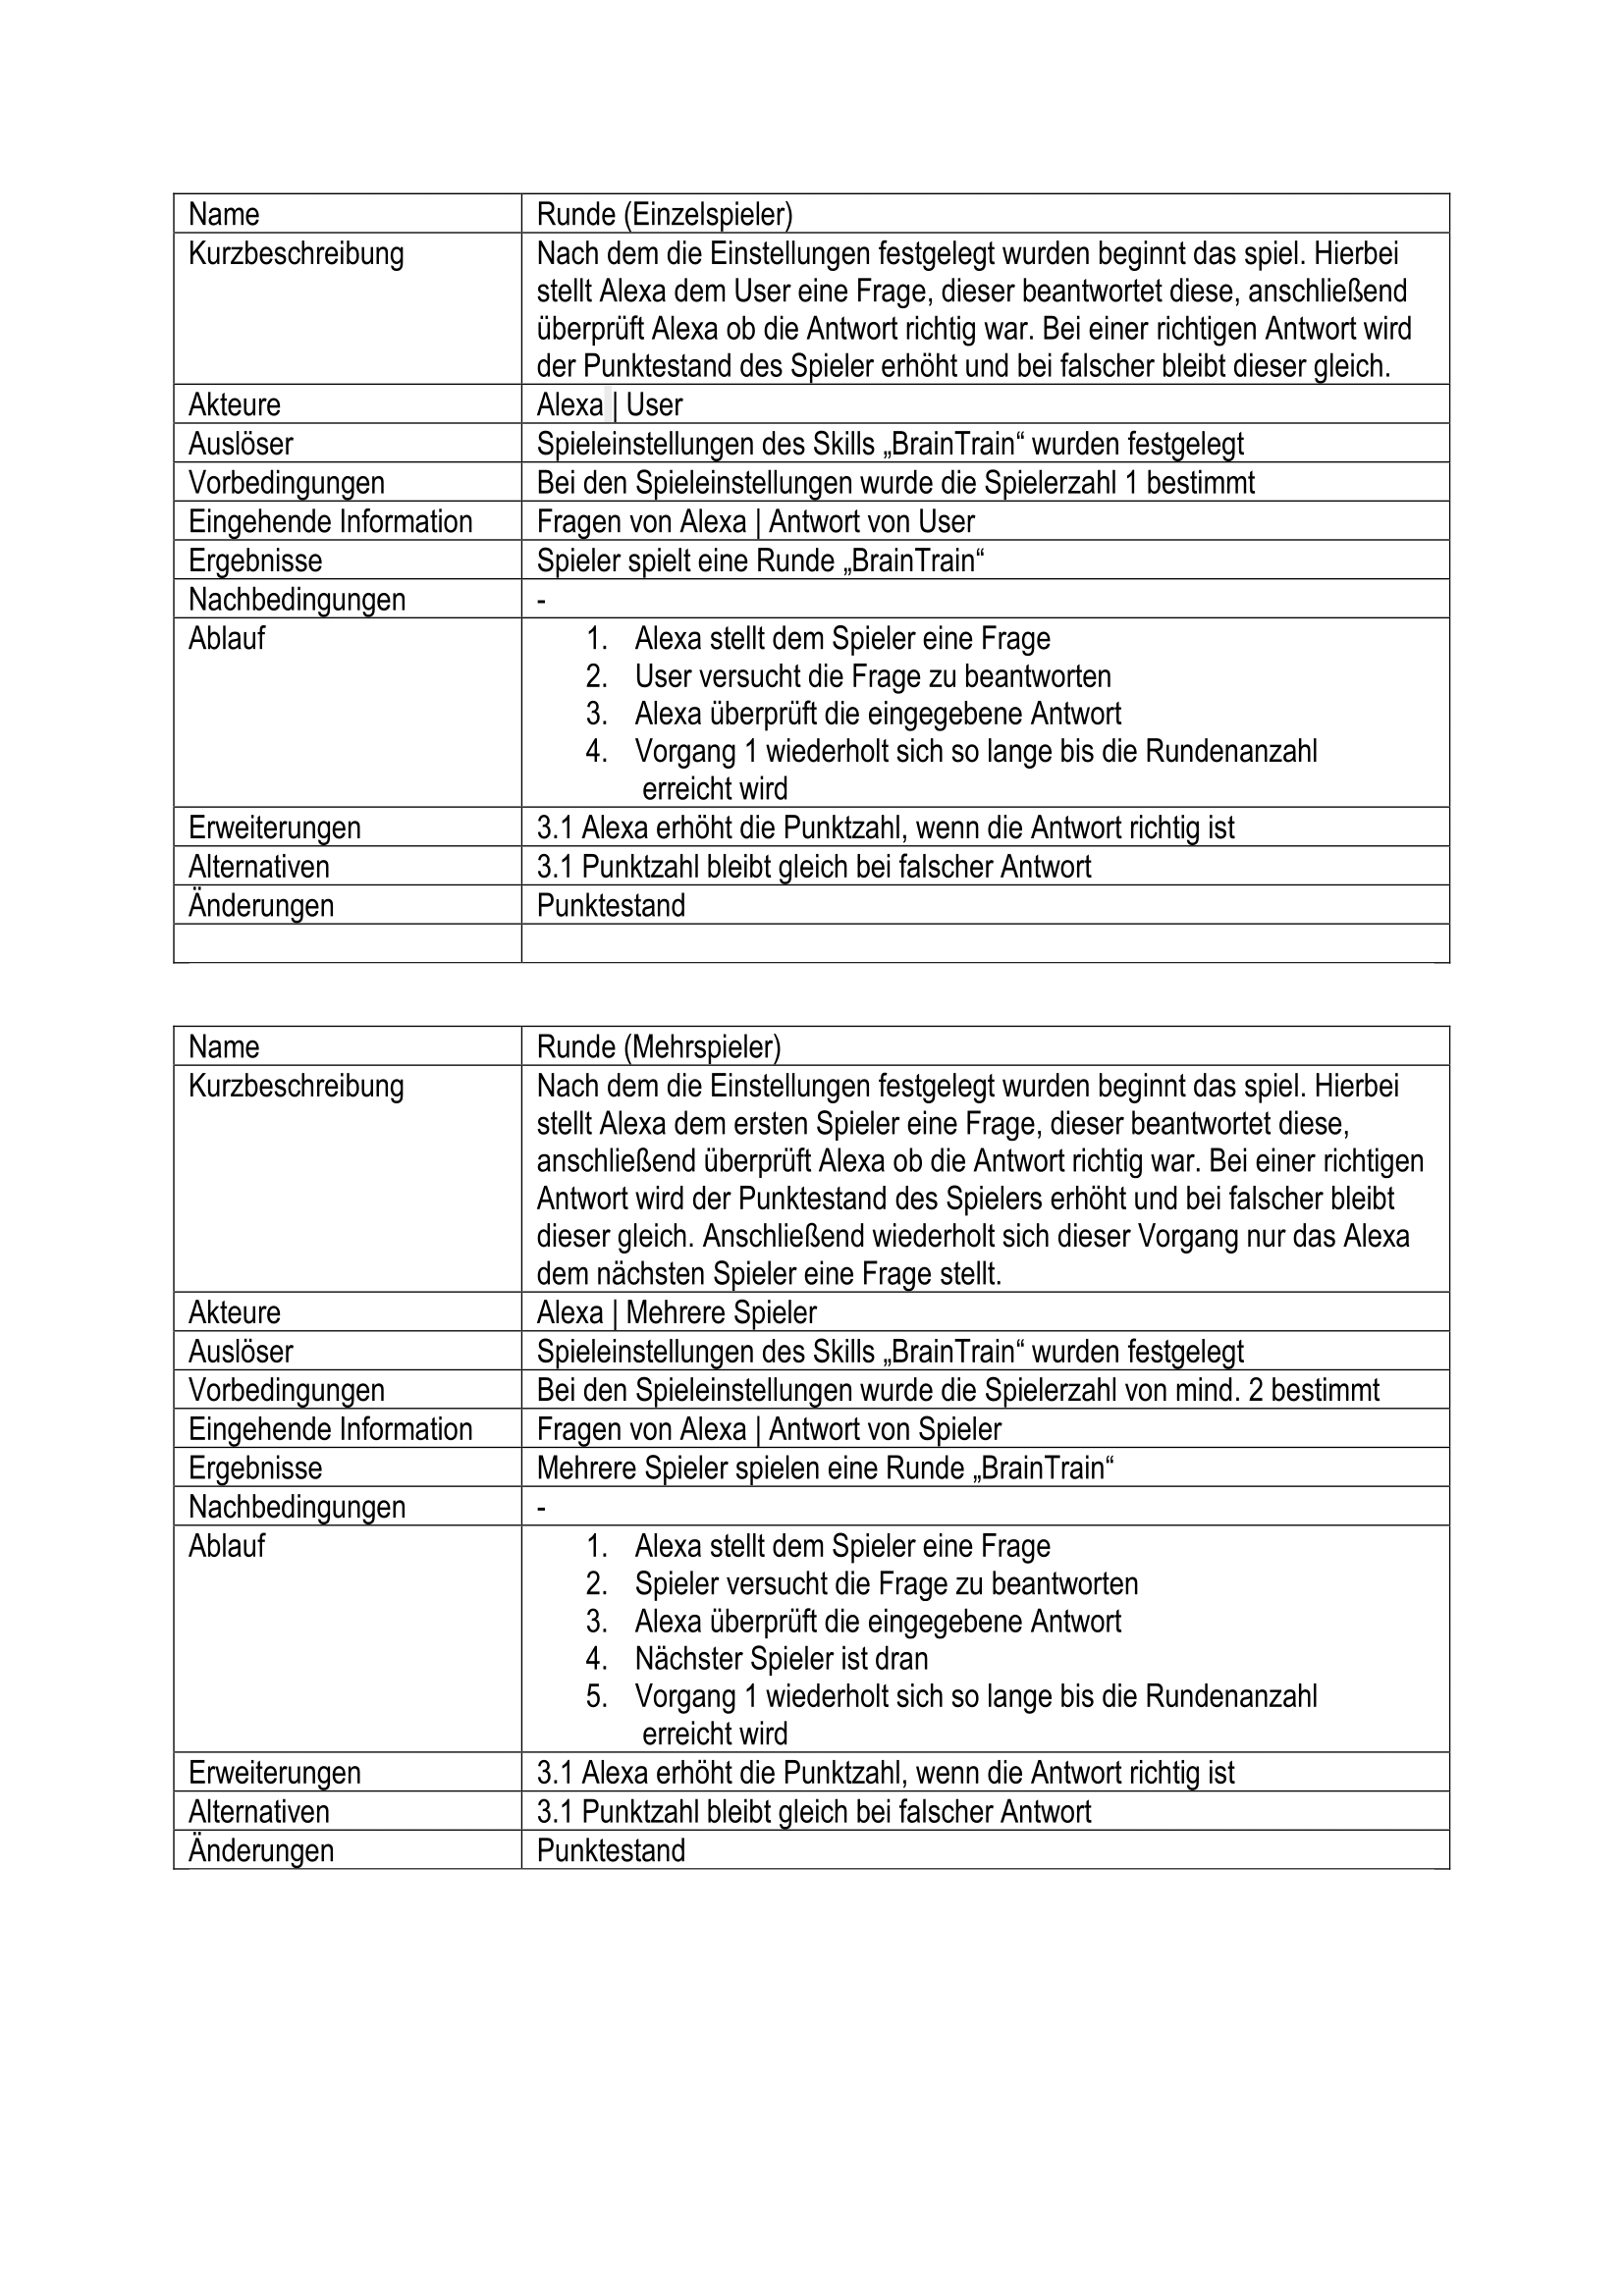 Name Runde (Einzelspieler)
Kurzbeschreibung Nach dem die Einstellungen festgelegt wurden beginnt das spiel. Hierbei
stellt Alexa dem User eine Frage, dieser beantwortet diese, anschließend
überprüft Alexa ob die Antwort richtig war. Bei einer richtigen Antwort wird
der Punktestand des Spieler erhöht und bei falscher bleibt dieser gleich.
Akteure Alexa | User
Auslöser Spieleinstellungen des Skills „BrainTrain“ wurden festgelegt
Vorbedingungen Bei den Spieleinstellungen wurde die Spielerzahl 1 bestimmt
Eingehende Information Fragen von Alexa | Antwort von User
Ergebnisse Spieler spielt eine Runde „BrainTrain“
Nachbedingungen -
Ablauf 1. Alexa stellt dem Spieler eine Frage
2. User versucht die Frage zu beantworten
3. Alexa überprüft die eingegebene Antwort
4. Vorgang 1 wiederholt sich so lange bis die Rundenanzahl
erreicht wird
Erweiterungen 3.1 Alexa erhöht die Punktzahl, wenn die Antwort richtig ist
Alternativen 3.1 Punktzahl bleibt gleich bei falscher Antwort
Änderungen Punktestand
Name Runde (Mehrspieler)
Kurzbeschreibung Nach dem die Einstellungen festgelegt wurden beginnt das spiel. Hierbei
stellt Alexa dem ersten Spieler eine Frage, dieser beantwortet diese,
anschließend überprüft Alexa ob die Antwort richtig war. Bei einer richtigen
Antwort wird der Punktestand des Spielers erhöht und bei falscher bleibt
dieser gleich. Anschließend wiederholt sich dieser Vorgang nur das Alexa
dem nächsten Spieler eine Frage stellt.
Akteure Alexa | Mehrere Spieler
Auslöser Spieleinstellungen des Skills „BrainTrain“ wurden festgelegt
Vorbedingungen Bei den Spieleinstellungen wurde die Spielerzahl von mind. 2 bestimmt
Eingehende Information Fragen von Alexa | Antwort von Spieler
Ergebnisse Mehrere Spieler spielen eine Runde „BrainTrain“
Nachbedingungen -
Ablauf 1. Alexa stellt dem Spieler eine Frage
2. Spieler versucht die Frage zu beantworten
3. Alexa überprüft die eingegebene Antwort
4. Nächster Spieler ist dran
5. Vorgang 1 wiederholt sich so lange bis die Rundenanzahl
erreicht wird
Erweiterungen 3.1 Alexa erhöht die Punktzahl, wenn die Antwort richtig ist
Alternativen 3.1 Punktzahl bleibt gleich bei falscher Antwort
Änderungen Punktestand